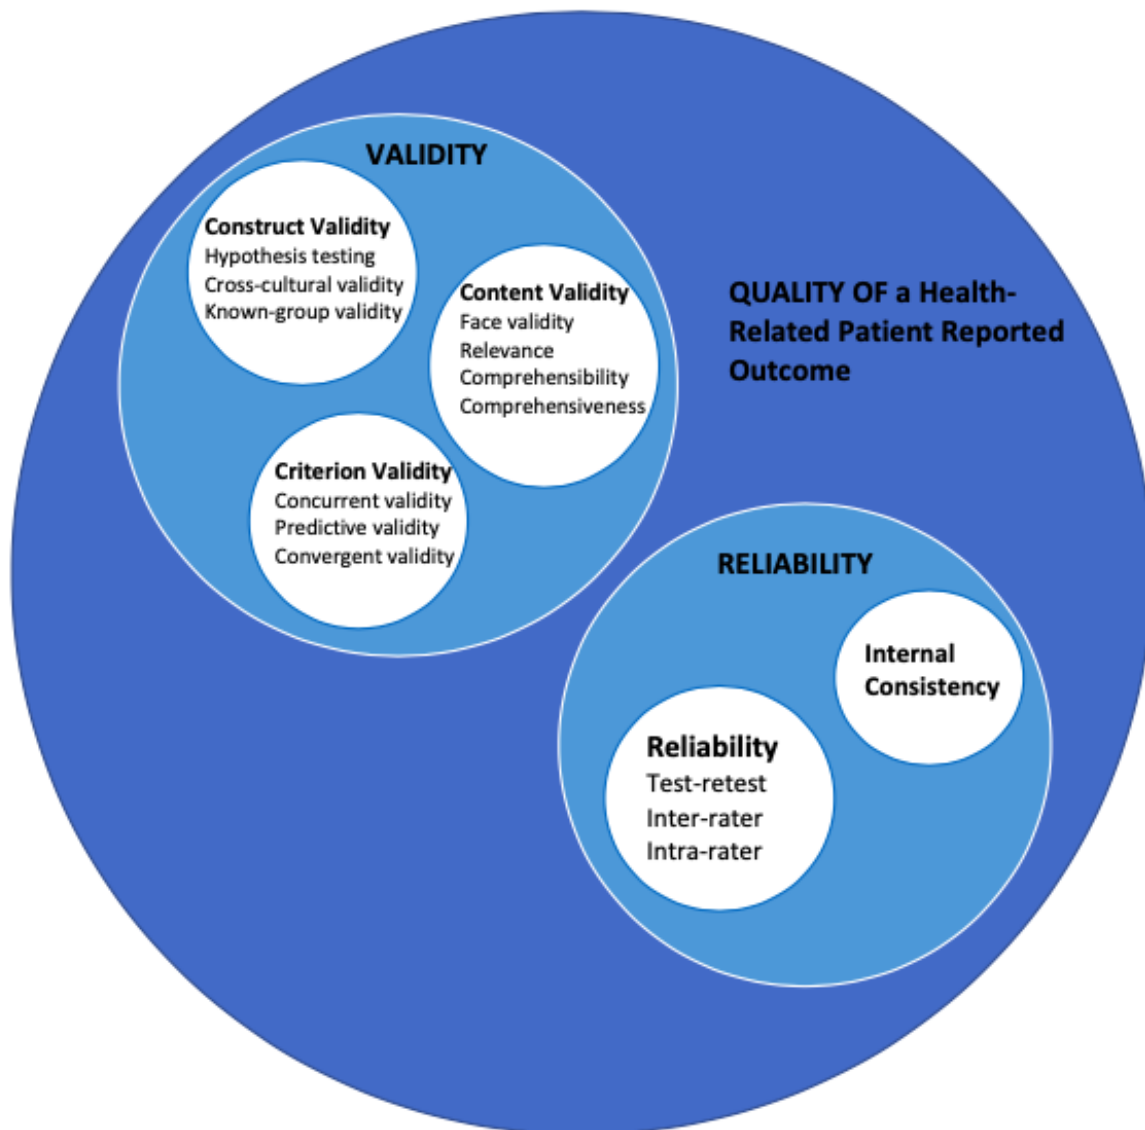 VALIDITY
Construct Validity
Hypothesis testing
Cross-cultural validity
Known-group validity
Content Validity
Face validity
Relevance
Comprehensibility
Comprehensiveness
Criterion Validity
Concurrent validity
Predictive validity
Convergent validity
QUALITY OF a Health-
Related Patient Reported
Outcome
RELIABILITY
Internal
Consistency
Reliability
Test-retest
Inter-rater
Intra-rater